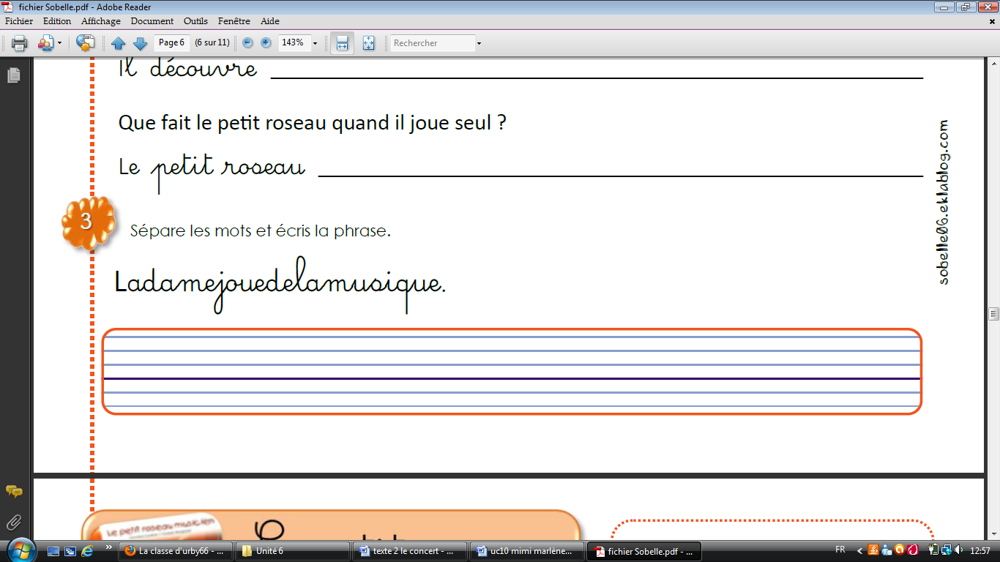 fichier Sobelle.pdf - Adobe Reader
Fichier Edition Affichage Document Outils Fenêtre Aide
Page 6 (6 sur 11) 143% Rechercher
Il découvre
Que fait le petit roseau quand il joue seul ?
Le petit roseau
sobelle06.eklablog.com
3 Sépare les mots et écris la phrase.
Ladamejouedelamusique.
Le petit roseau musicien
La classe d'urby66 - ... Unité 6 texte 2 le concert - ... uc10 mimi marlène... fichier Sobelle.pdf - ... FR 12:57